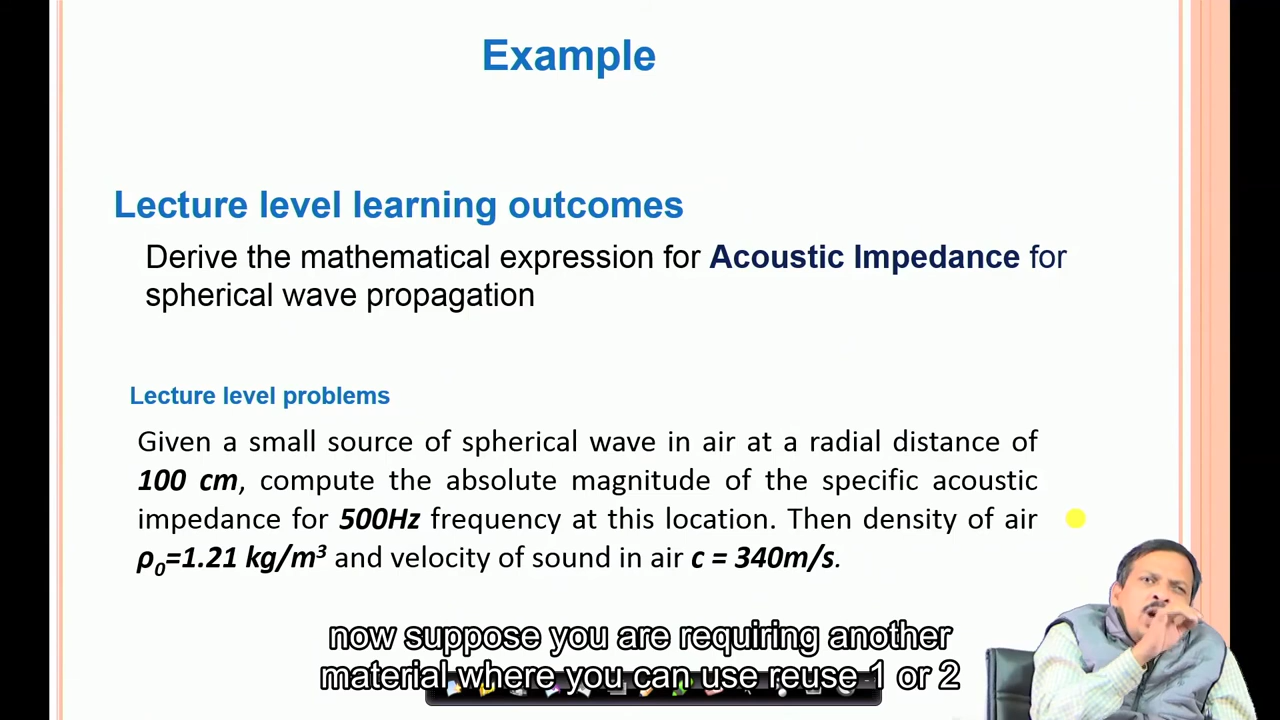 Example
Lecture level learning outcomes
Derive the mathematical expression for Acoustic Impedance for
spherical wave propagation
Lecture level problems
Given a small source of spherical wave in air at a radial distance of
100 cm, compute the absolute magnitude of the specific acoustic
impedance for 500Hz frequency at this location. Then density of air
ρ₀=1.21 kg/m³ and velocity of sound in air c = 340m/s.
now suppose you are requiring another
material where you can use reuse 1 or 2